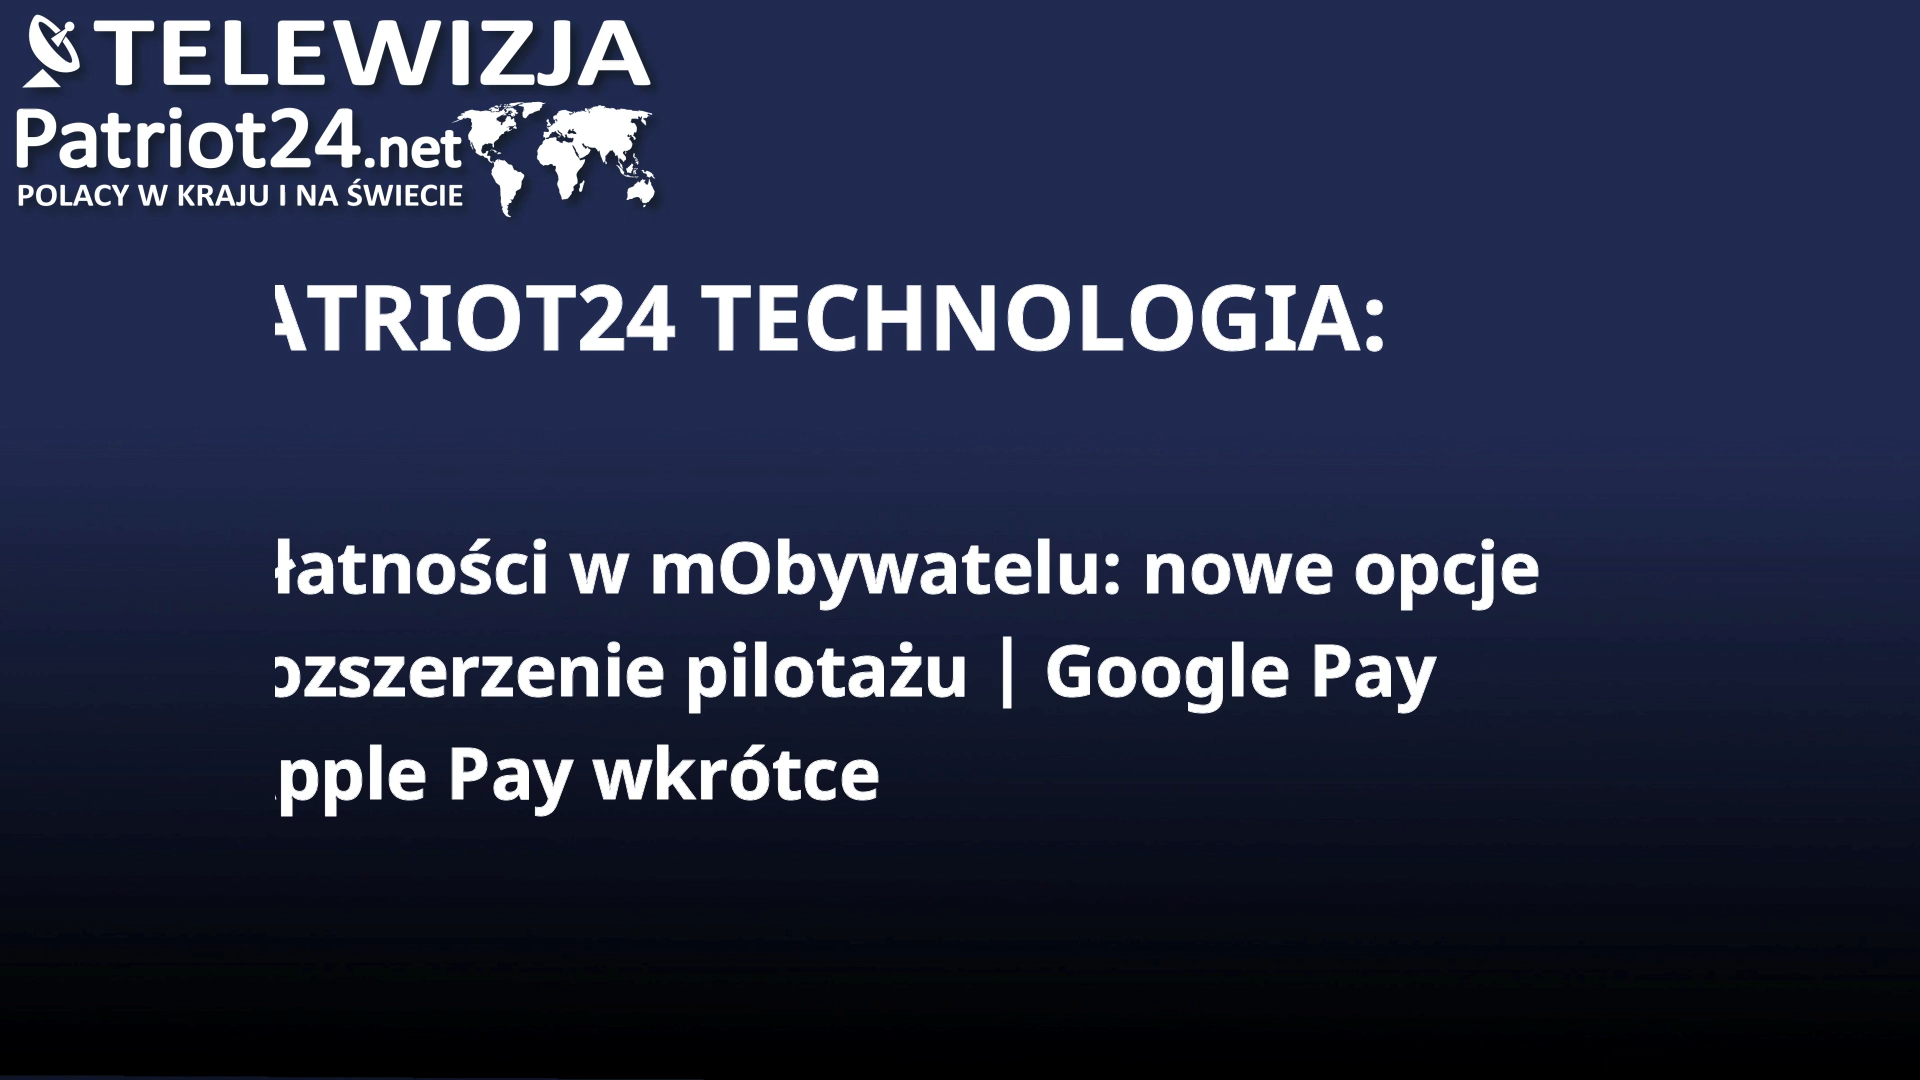 TELEWIZJA
Patriot24.net
POLACY W KRAJU I NA ŚWIECIE
ATRIOT24 TECHNOLOGIA:
łatności w mObywatelu: nowe opcje
ozszerzenie pilotażu | Google Pay
pple Pay wkrótce